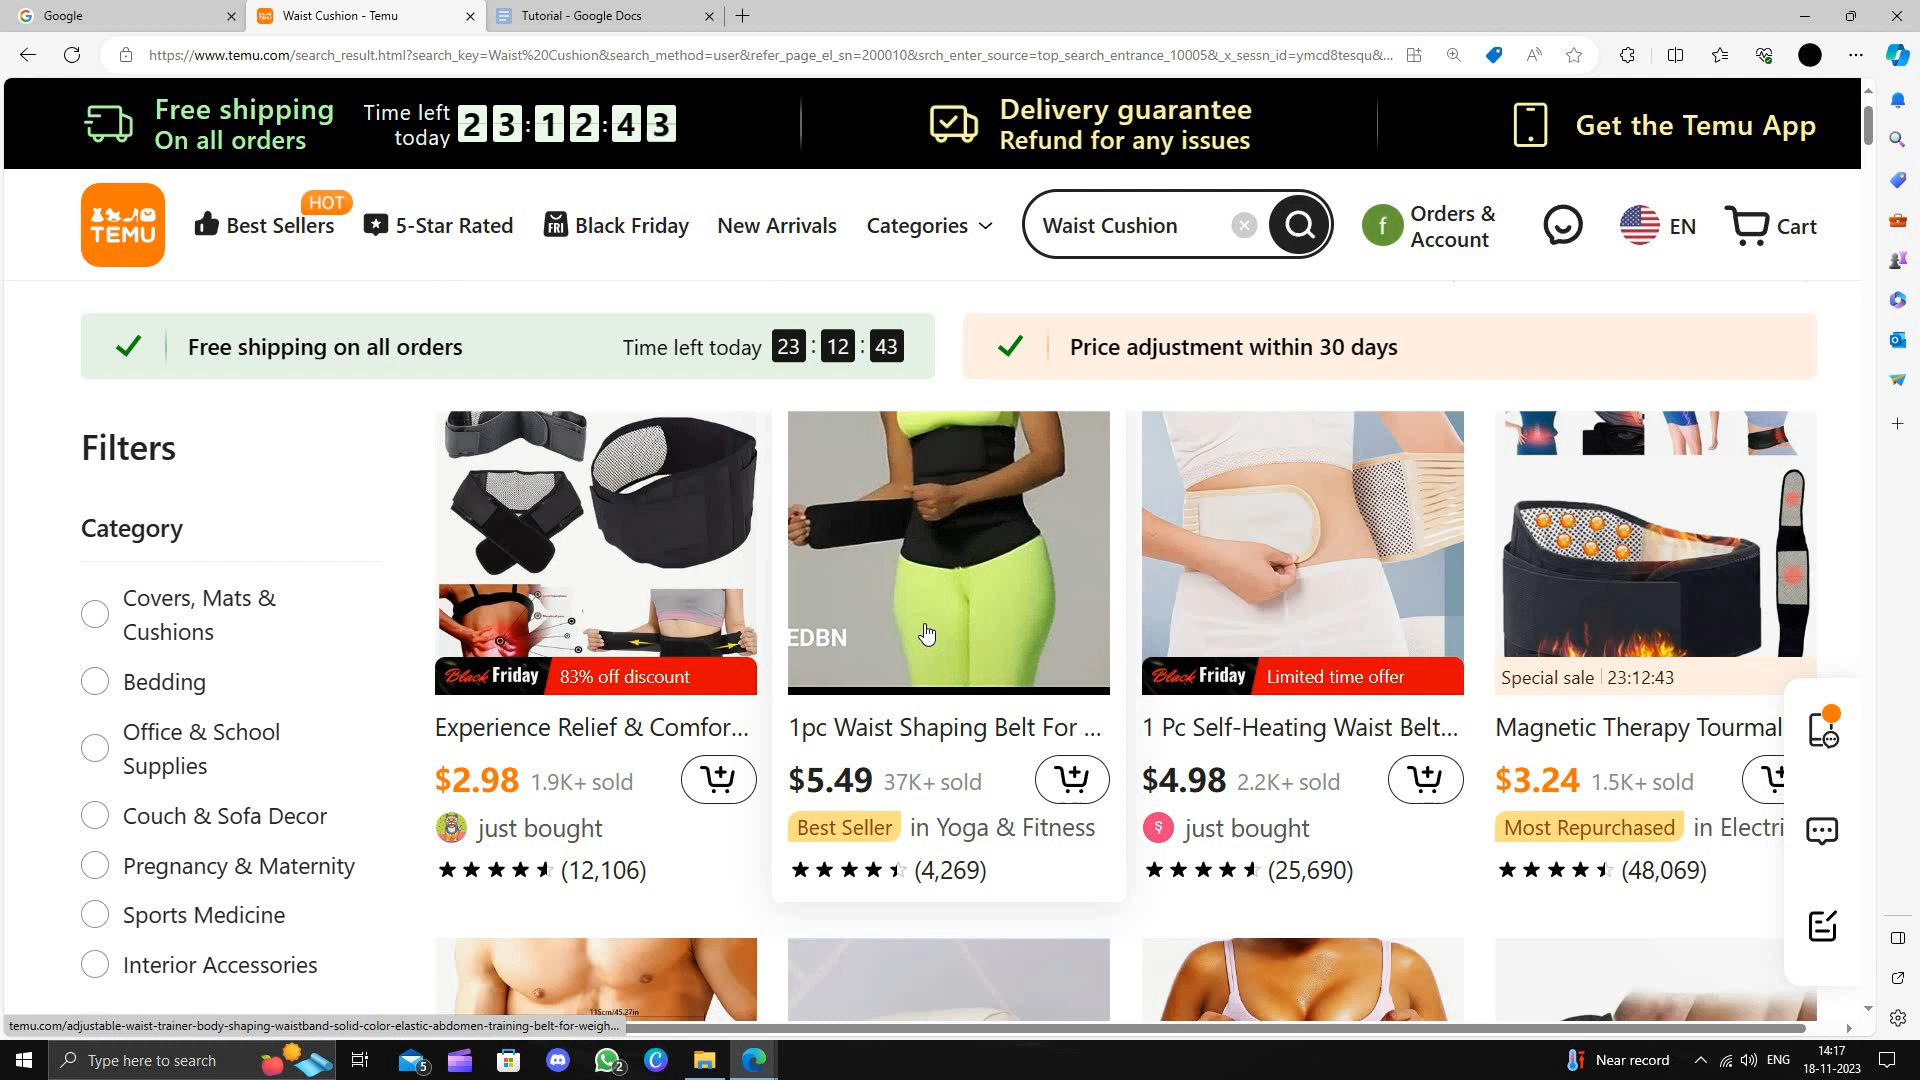 Google
Waist Cushion - Temu
Tutorial - Google Docs
https://www.temu.com/search_result.html?search_key=Waist%20Cushion&search_method=user&refer_page_el_sn=200010&srch_enter_source=top_search_entrance_10005&_x_sessn_id=ymcd8tesqu&...
Free shipping
On all orders
Time left
today
23:12:43
Delivery guarantee
Refund for any issues
Get the Temu App
TEMU
Best Sellers
HOT
5-Star Rated
FRI
Black Friday
New Arrivals
Categories
Waist Cushion
f
Orders &
Account
EN
Cart
Free shipping on all orders
Time left today 23 : 12 : 43
Price adjustment within 30 days
Filters
Category
Covers, Mats &
Cushions
Bedding
Office & School
Supplies
Couch & Sofa Decor
Pregnancy & Maternity
Sports Medicine
Interior Accessories
Black Friday 83% off discount
Experience Relief & Comfor...
$2.98 1.9K+ sold
just bought
(12,106)
EDBN
1pc Waist Shaping Belt For ...
$5.49 37K+ sold
Best Seller in Yoga & Fitness
(4,269)
Black Friday Limited time offer
1 Pc Self-Heating Waist Belt...
$4.98 2.2K+ sold
$ just bought
(25,690)
Special sale 23:12:43
Magnetic Therapy Tourmal
$3.24 1.5K+ sold
Most Repurchased in Electri
(48,069)
115cm/45.27in
temu.com/adjustable-waist-trainer-body-shaping-waistband-solid-color-elastic-abdomen-training-belt-for-weigh...
Type here to search
5
2
Near record
ENG
14:17
18-11-2023